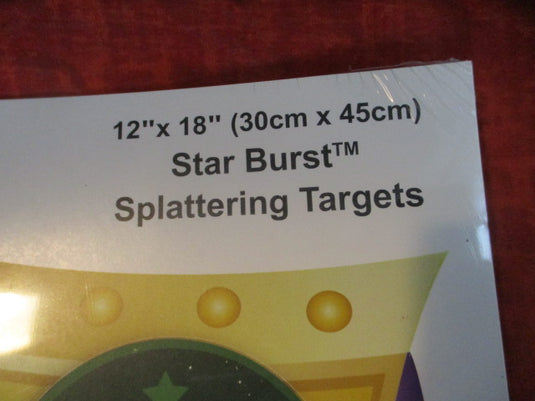 12"x 18" (30cm x 45cm)
Star Burst™
Splattering Targets